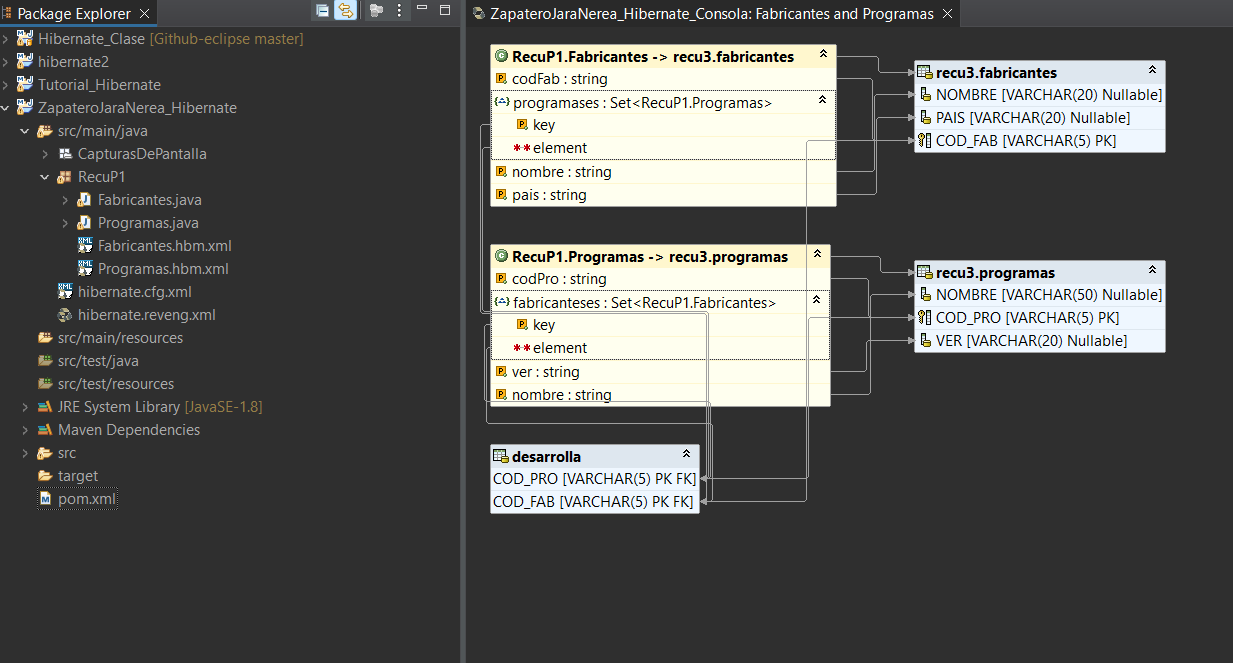 Package Explorer
Hibernate_Clase [Github-eclipse master]
hibernate2
Tutorial_Hibernate
ZapateroJaraNerea_Hibernate
src/main/java
CapturasDePantalla
RecuP1
Fabricantes.java
Programas.java
Fabricantes.hbm.xml
Programas.hbm.xml
hibernate.cfg.xml
hibernate.reveng.xml
src/main/resources
src/test/java
src/test/resources
JRE System Library [JavaSE-1.8]
Maven Dependencies
src
target
pom.xml
ZapateroJaraNerea_Hibernate_Consola: Fabricantes and Programas
RecuP1.Fabricantes -> recu3.fabricantes
codFab : string
programases : Set<RecuP1.Programas>
key
element
nombre : string
pais : string
recu3.fabricantes
NOMBRE [VARCHAR(20) Nullable]
PAIS [VARCHAR(20) Nullable]
COD_FAB [VARCHAR(5) PK]
RecuP1.Programas -> recu3.programas
codPro : string
fabricanteses : Set<RecuP1.Fabricantes>
key
element
ver : string
nombre : string
recu3.programas
NOMBRE [VARCHAR(50) Nullable]
COD_PRO [VARCHAR(5) PK]
VER [VARCHAR(20) Nullable]
desarrolla
COD_PRO [VARCHAR(5) PK FK]
COD_FAB [VARCHAR(5) PK FK]